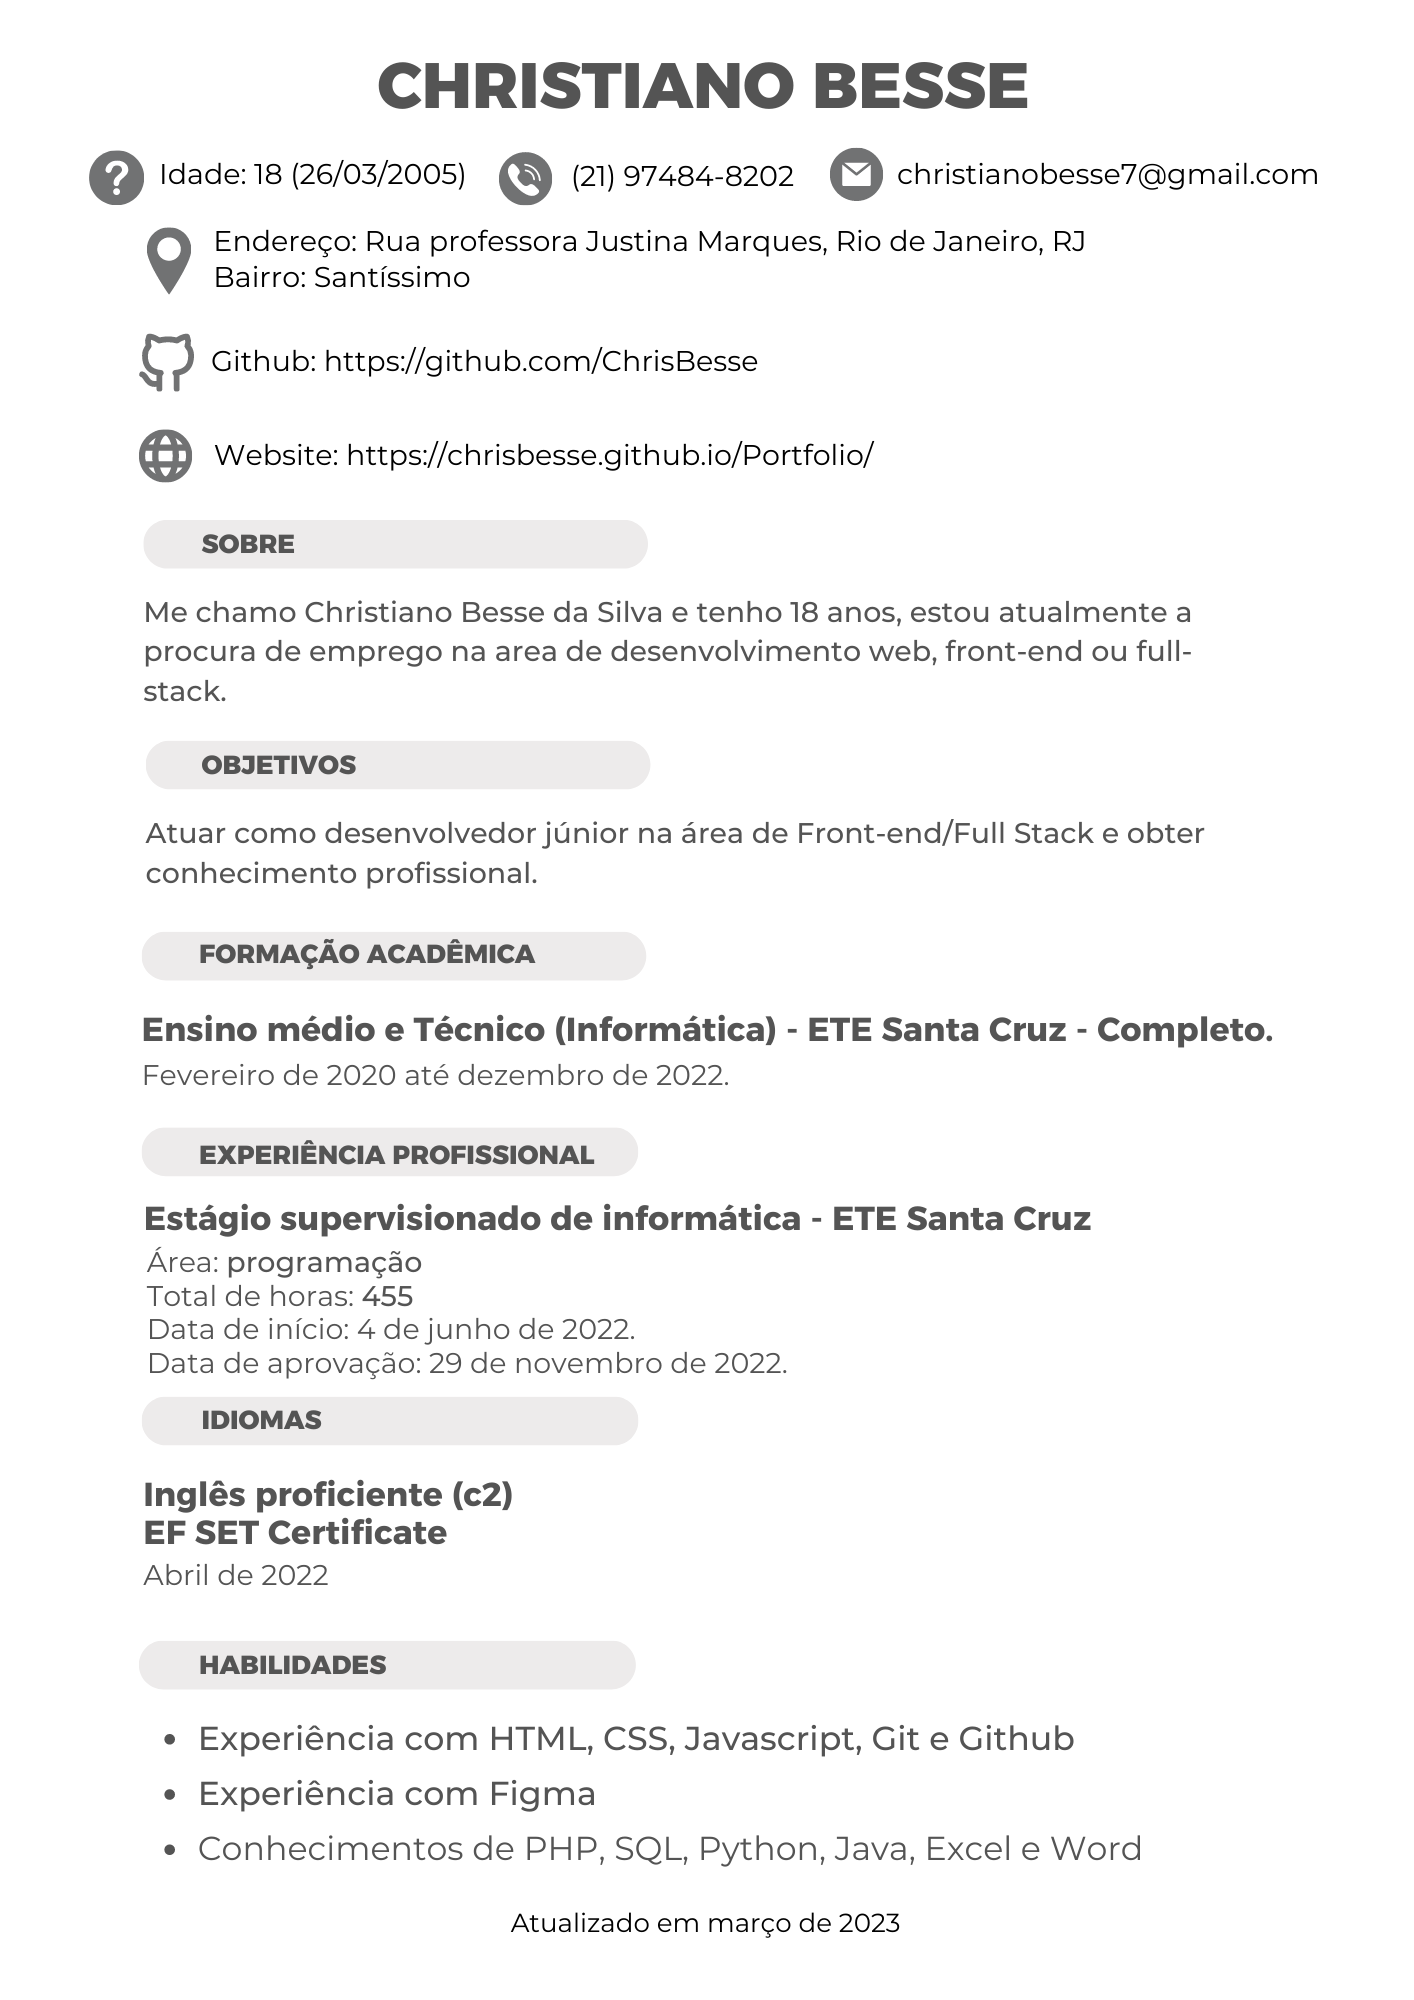 CHRISTIANO BESSE
Idade: 18 (26/03/2005)
(21) 97484-8202
christianobesse7@gmail.com
Endereço: Rua professora Justina Marques, Rio de Janeiro, RJ
Bairro: Santíssimo
Github: https://github.com/ChrisBesse
Website: https://chrisbesse.github.io/Portfolio/
SOBRE
Me chamo Christiano Besse da Silva e tenho 18 anos, estou atualmente a
procura de emprego na area de desenvolvimento web, front-end ou full-
stack.
OBJETIVOS
Atuar como desenvolvedor júnior na área de Front-end/Full Stack e obter
conhecimento profissional.
FORMAÇÃO ACADÊMICA
Ensino médio e Técnico (Informática) - ETE Santa Cruz - Completo.
Fevereiro de 2020 até dezembro de 2022.
EXPERIÊNCIA PROFISSIONAL
Estágio supervisionado de informática - ETE Santa Cruz
Área: programação
Total de horas: 455
Data de início: 4 de junho de 2022.
Data de aprovação: 29 de novembro de 2022.
IDIOMAS
Inglês proficiente (c2)
EF SET Certificate
Abril de 2022
HABILIDADES
• Experiência com HTML, CSS, Javascript, Git e Github
• Experiência com Figma
• Conhecimentos de PHP, SQL, Python, Java, Excel e Word
Atualizado em março de 2023